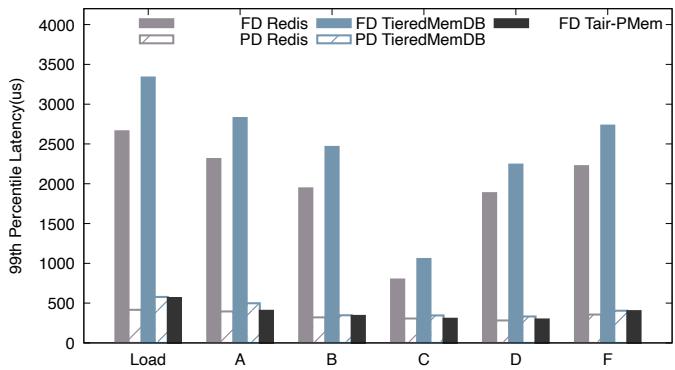 4000
3500
3000
2500
2000
1500
1000
500
0
99th Percentile Latency(us)
FD Redis FD TieredMemDB FD Tair-PMem
PD Redis PD TieredMemDB
Load A B C D F